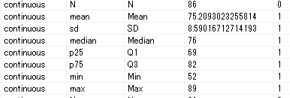 continuous N N 86 0
continuous mean Mean 75.2093023255814 1
continuous sd SD 8.59016712714193 1
continuous median Median 76 1
continuous p25 Q1 69 1
continuous p75 Q3 82 1
continuous min Min 52 1
continuous max Max 89 1